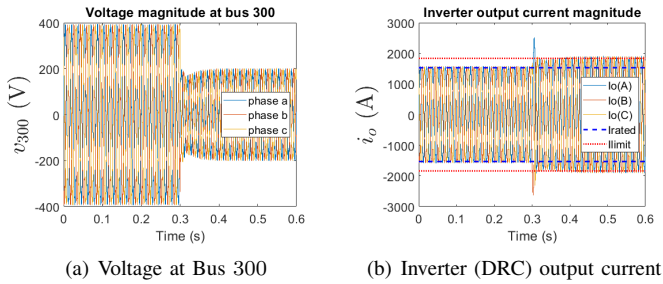 Voltage magnitude at bus 300
v300 (V)
400
200
0
-200
-400
phase a
phase b
phase c
0 0.1 0.2 0.3 0.4 0.5 0.6
Time (s)
(a) Voltage at Bus 300
Inverter output current magnitude
io (A)
3000
2000
1000
0
-1000
-2000
-3000
Io(A)
Io(B)
Io(C)
Irated
Ilimit
0 0.1 0.2 0.3 0.4 0.5 0.6
Time (s)
(b) Inverter (DRC) output current